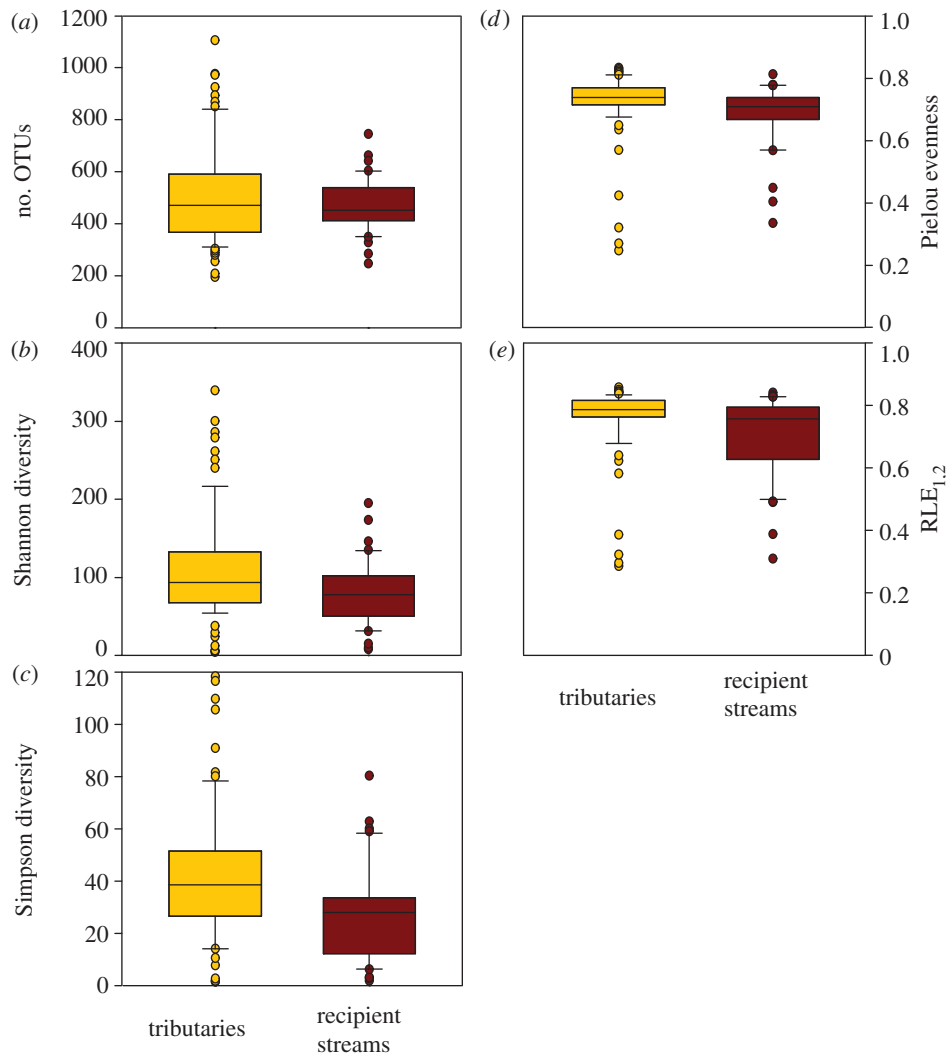 (a)
1200
1000
800
600
400
200
0
no. OTUs
(b)
400
300
200
100
0
Shannon diversity
(c)
120
100
80
60
40
20
0
Simpson diversity
tributaries
recipient
streams
(d)
1.0
0.8
0.6
0.4
0.2
0
Pielou evenness
(e)
1.0
0.8
0.6
0.4
0.2
0
RLE1,2
tributaries
recipient
streams